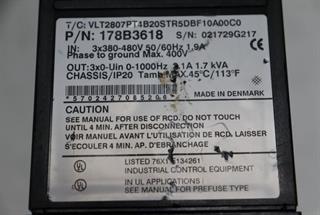 T/C: VLT2807PT4B20STR5DBF10A00C0
P/N: 178B3618 S/N: 021729G217
IN: 3x380-480V 50/60Hz 1,9A
Phase to ground Max. 400V
OUT:3x0-Uin 0-1000Hz 2.1A 1.7 kVA
CHASSIS/IP20 Tamb MAX.45°C/113°F
MADE IN DENMARK
CAUTION
SEE MANUAL FOR USE OF RCD. DO NOT TOUCH
UNTIL 4 MIN. AFTER DISCONNECTION
VOIR MANUEL AVANT USAGE DU RCD. LAISSER
S'ECOULER 4 MIN. AP. D'EBRANCHAGE
LISTED 76X1 134261
INDUSTRIAL CONTROL EQUIPMENT
IN UL APPLICATIONS
SEE MANUAL FOR PREFUSE TYPE